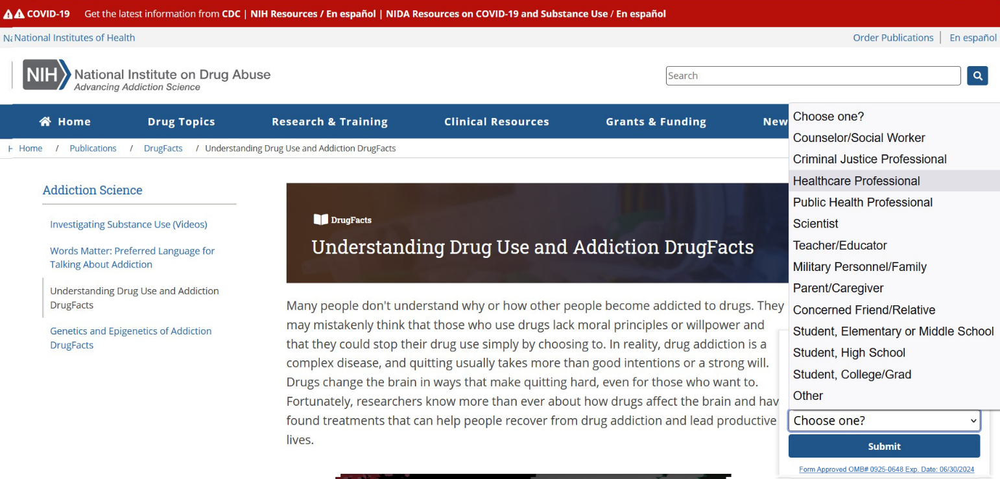 COVID-19 Get the latest information from CDC | NIH Resources / En español | NIDA Resources on COVID-19 and Substance Use / En español
National Institutes of Health
Order Publications
En español
NIH
National Institute on Drug Abuse
Advancing Addiction Science
Search
Home
Drug Topics
Research & Training
Clinical Resources
Grants & Funding
Home / Publications / DrugFacts / Understanding Drug Use and Addiction DrugFacts
Addiction Science
Investigating Substance Use (Videos)
Words Matter: Preferred Language for
Talking About Addiction
Understanding Drug Use and Addiction
DrugFacts
Genetics and Epigenetics of Addiction
DrugFacts
DrugFacts
Understanding Drug Use and Addiction DrugFacts
Many people don't understand why or how other people become addicted to drugs. They
may mistakenly think that those who use drugs lack moral principles or willpower and
that they could stop their drug use simply by choosing to. In reality, drug addiction is a
complex disease, and quitting usually takes more than good intentions or a strong will.
Drugs change the brain in ways that make quitting hard, even for those who want to.
Fortunately, researchers know more than ever about how drugs affect the brain and
found treatments that can help people recover from drug addiction and lead productive
lives.
Choose one?
Counselor/Social Worker
Criminal Justice Professional
Healthcare Professional
Public Health Professional
Scientist
Teacher/Educator
Military Personnel/Family
Parent/Caregiver
Concerned Friend/Relative
Student, Elementary or Middle School
Student, High School
Student, College/Grad
Other
Choose one?
Submit
Form Approved OMB# 0925-0648 Exp. Date: 06/30/2024